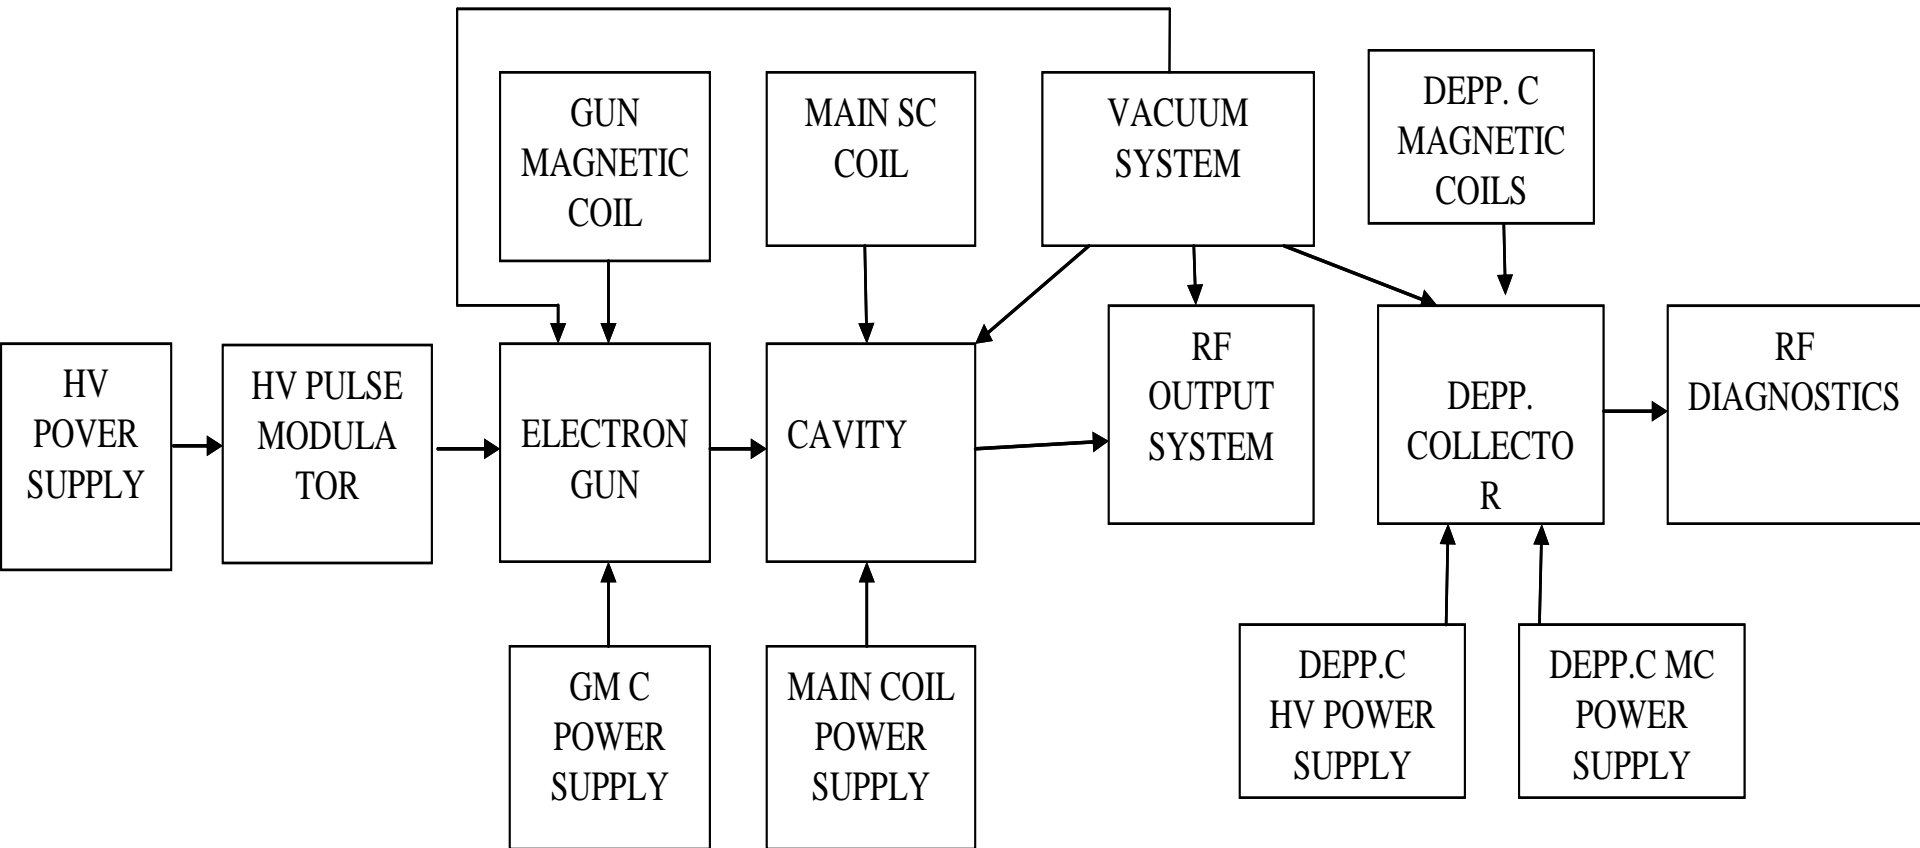 GUN
MAGNETIC
COIL
MAIN SC
COIL
VACUUM
SYSTEM
DEPP. C
MAGNETIC
COILS
HV
POVER
SUPPLY
HV PULSE
MODULA
TOR
ELECTRON
GUN
CAVITY
RF
OUTPUT
SYSTEM
DEPP.
COLLECTO
R
RF
DIAGNOSTICS
GM C
POWER
SUPPLY
MAIN COIL
POWER
SUPPLY
DEPP.C
HV POWER
SUPPLY
DEPP.C MC
POWER
SUPPLY